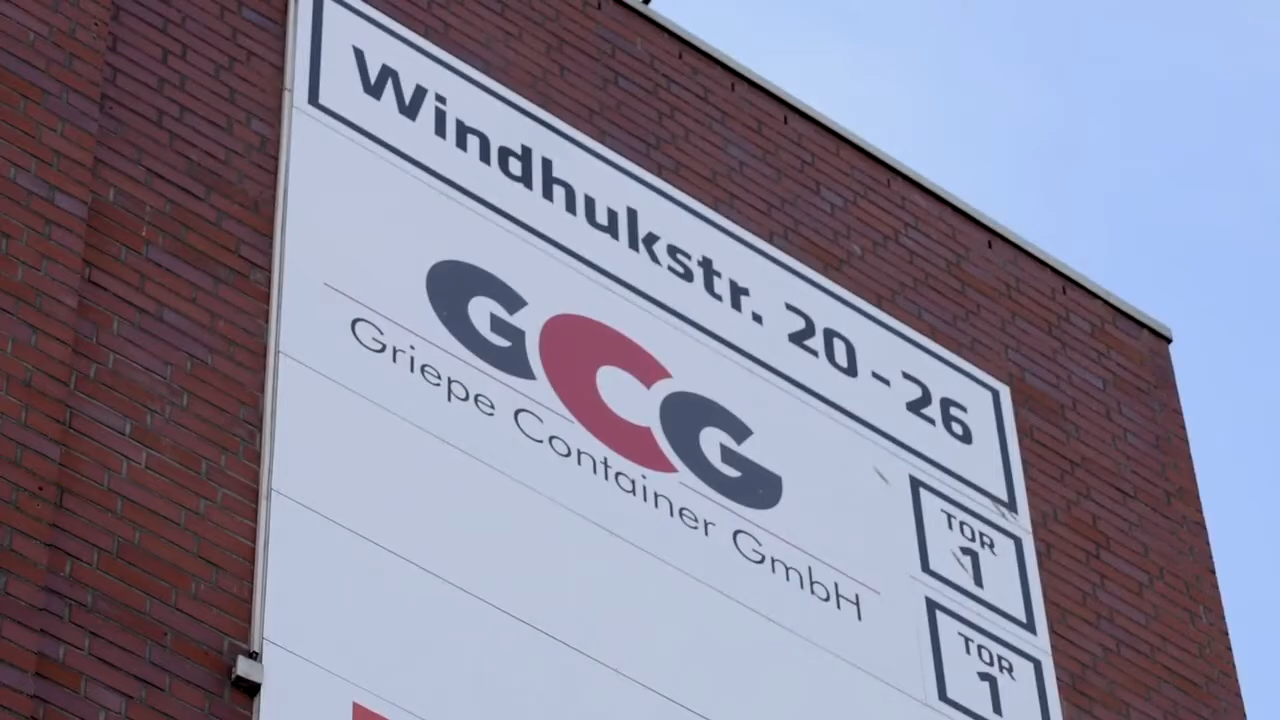 Windhukstr. 20-26
GCG
Griepe Container GmbH
TOR
1
TOR
1